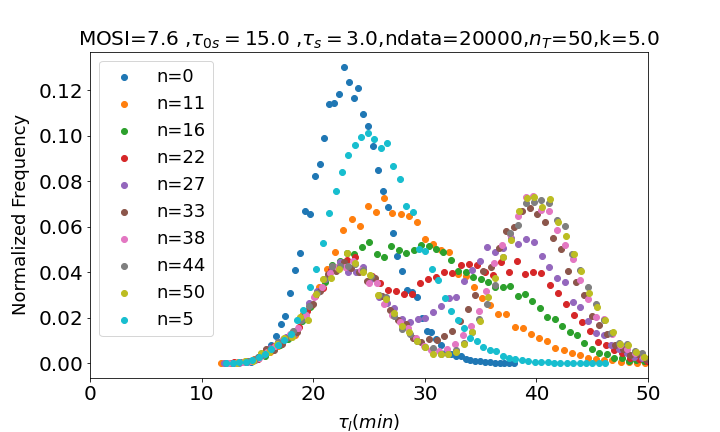 MOSI=7.6 ,τ₀ₛ = 15.0 ,τₛ = 3.0,ndata=20000,n_T=50,k=5.0
Normalized Frequency
0.12
0.10
0.08
0.06
0.04
0.02
0.00
n=0
n=11
n=16
n=22
n=27
n=33
n=38
n=44
n=50
n=5
0 10 20 30 40 50
τ_l(min)